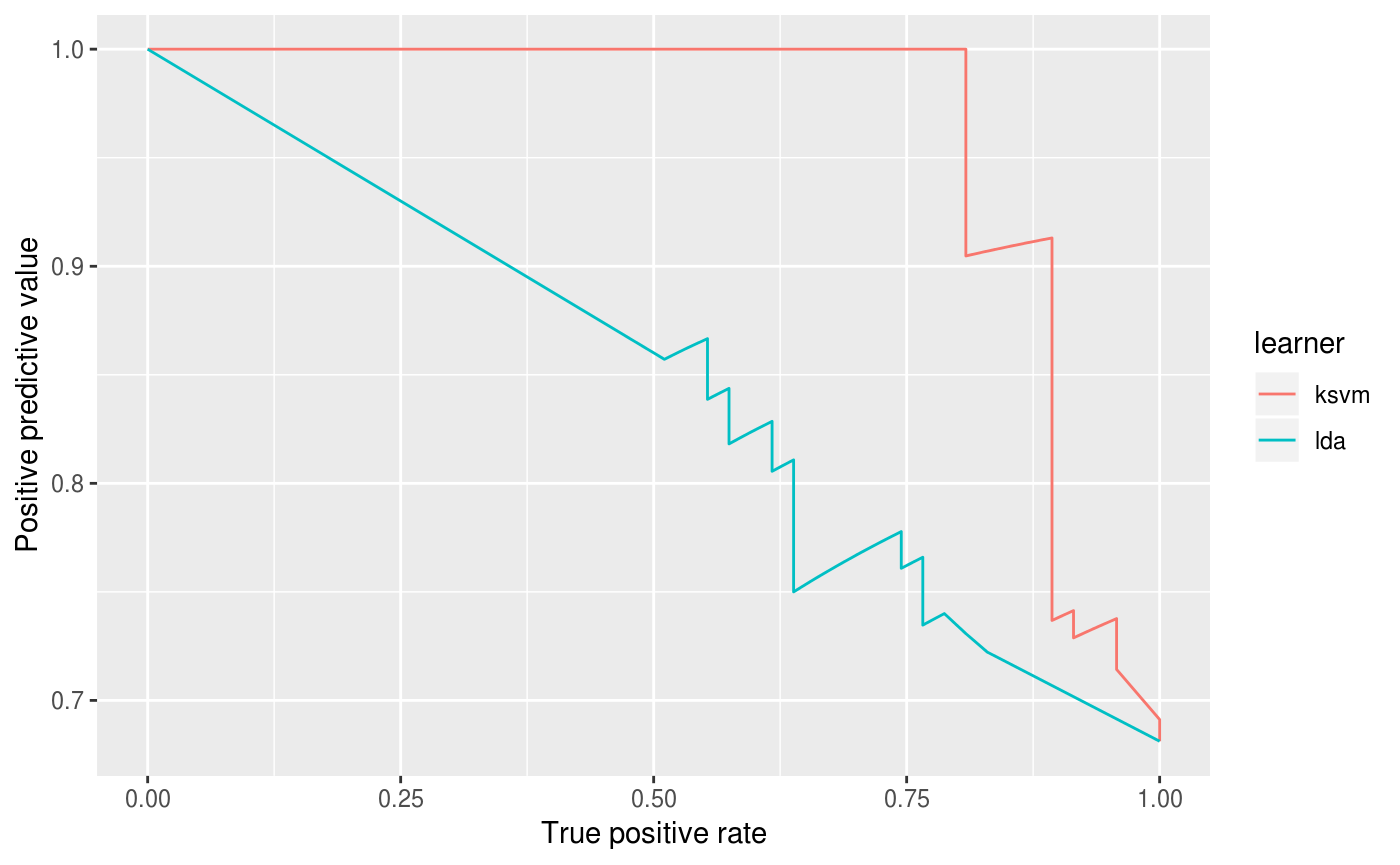 Positive predictive value
1.0
0.9
0.8
0.7
0.00 0.25 0.50 0.75 1.00
True positive rate
learner
ksvm
lda